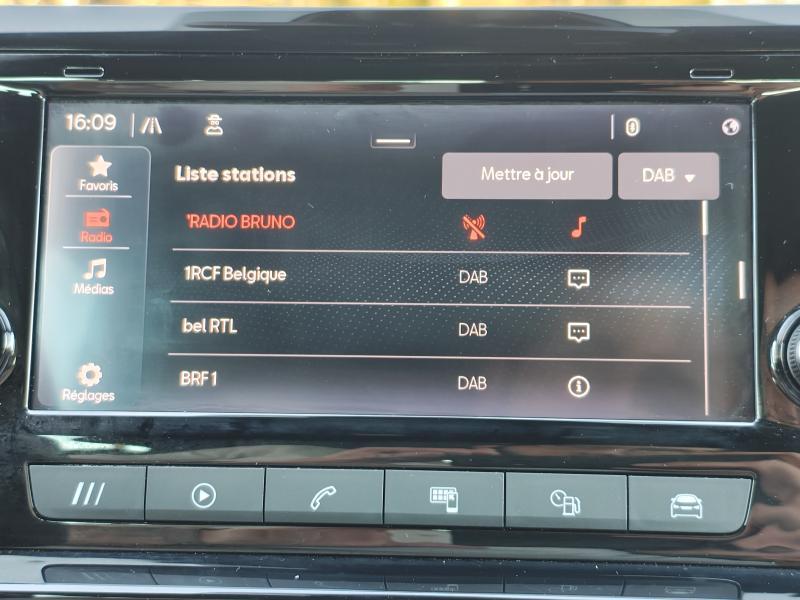 16:09
Favoris
Liste stations
Mettre à jour
DAB
Radio
'RADIO BRUNO
Médias
1RCF Belgique
DAB
bel RTL
DAB
Réglages
BRF1
DAB